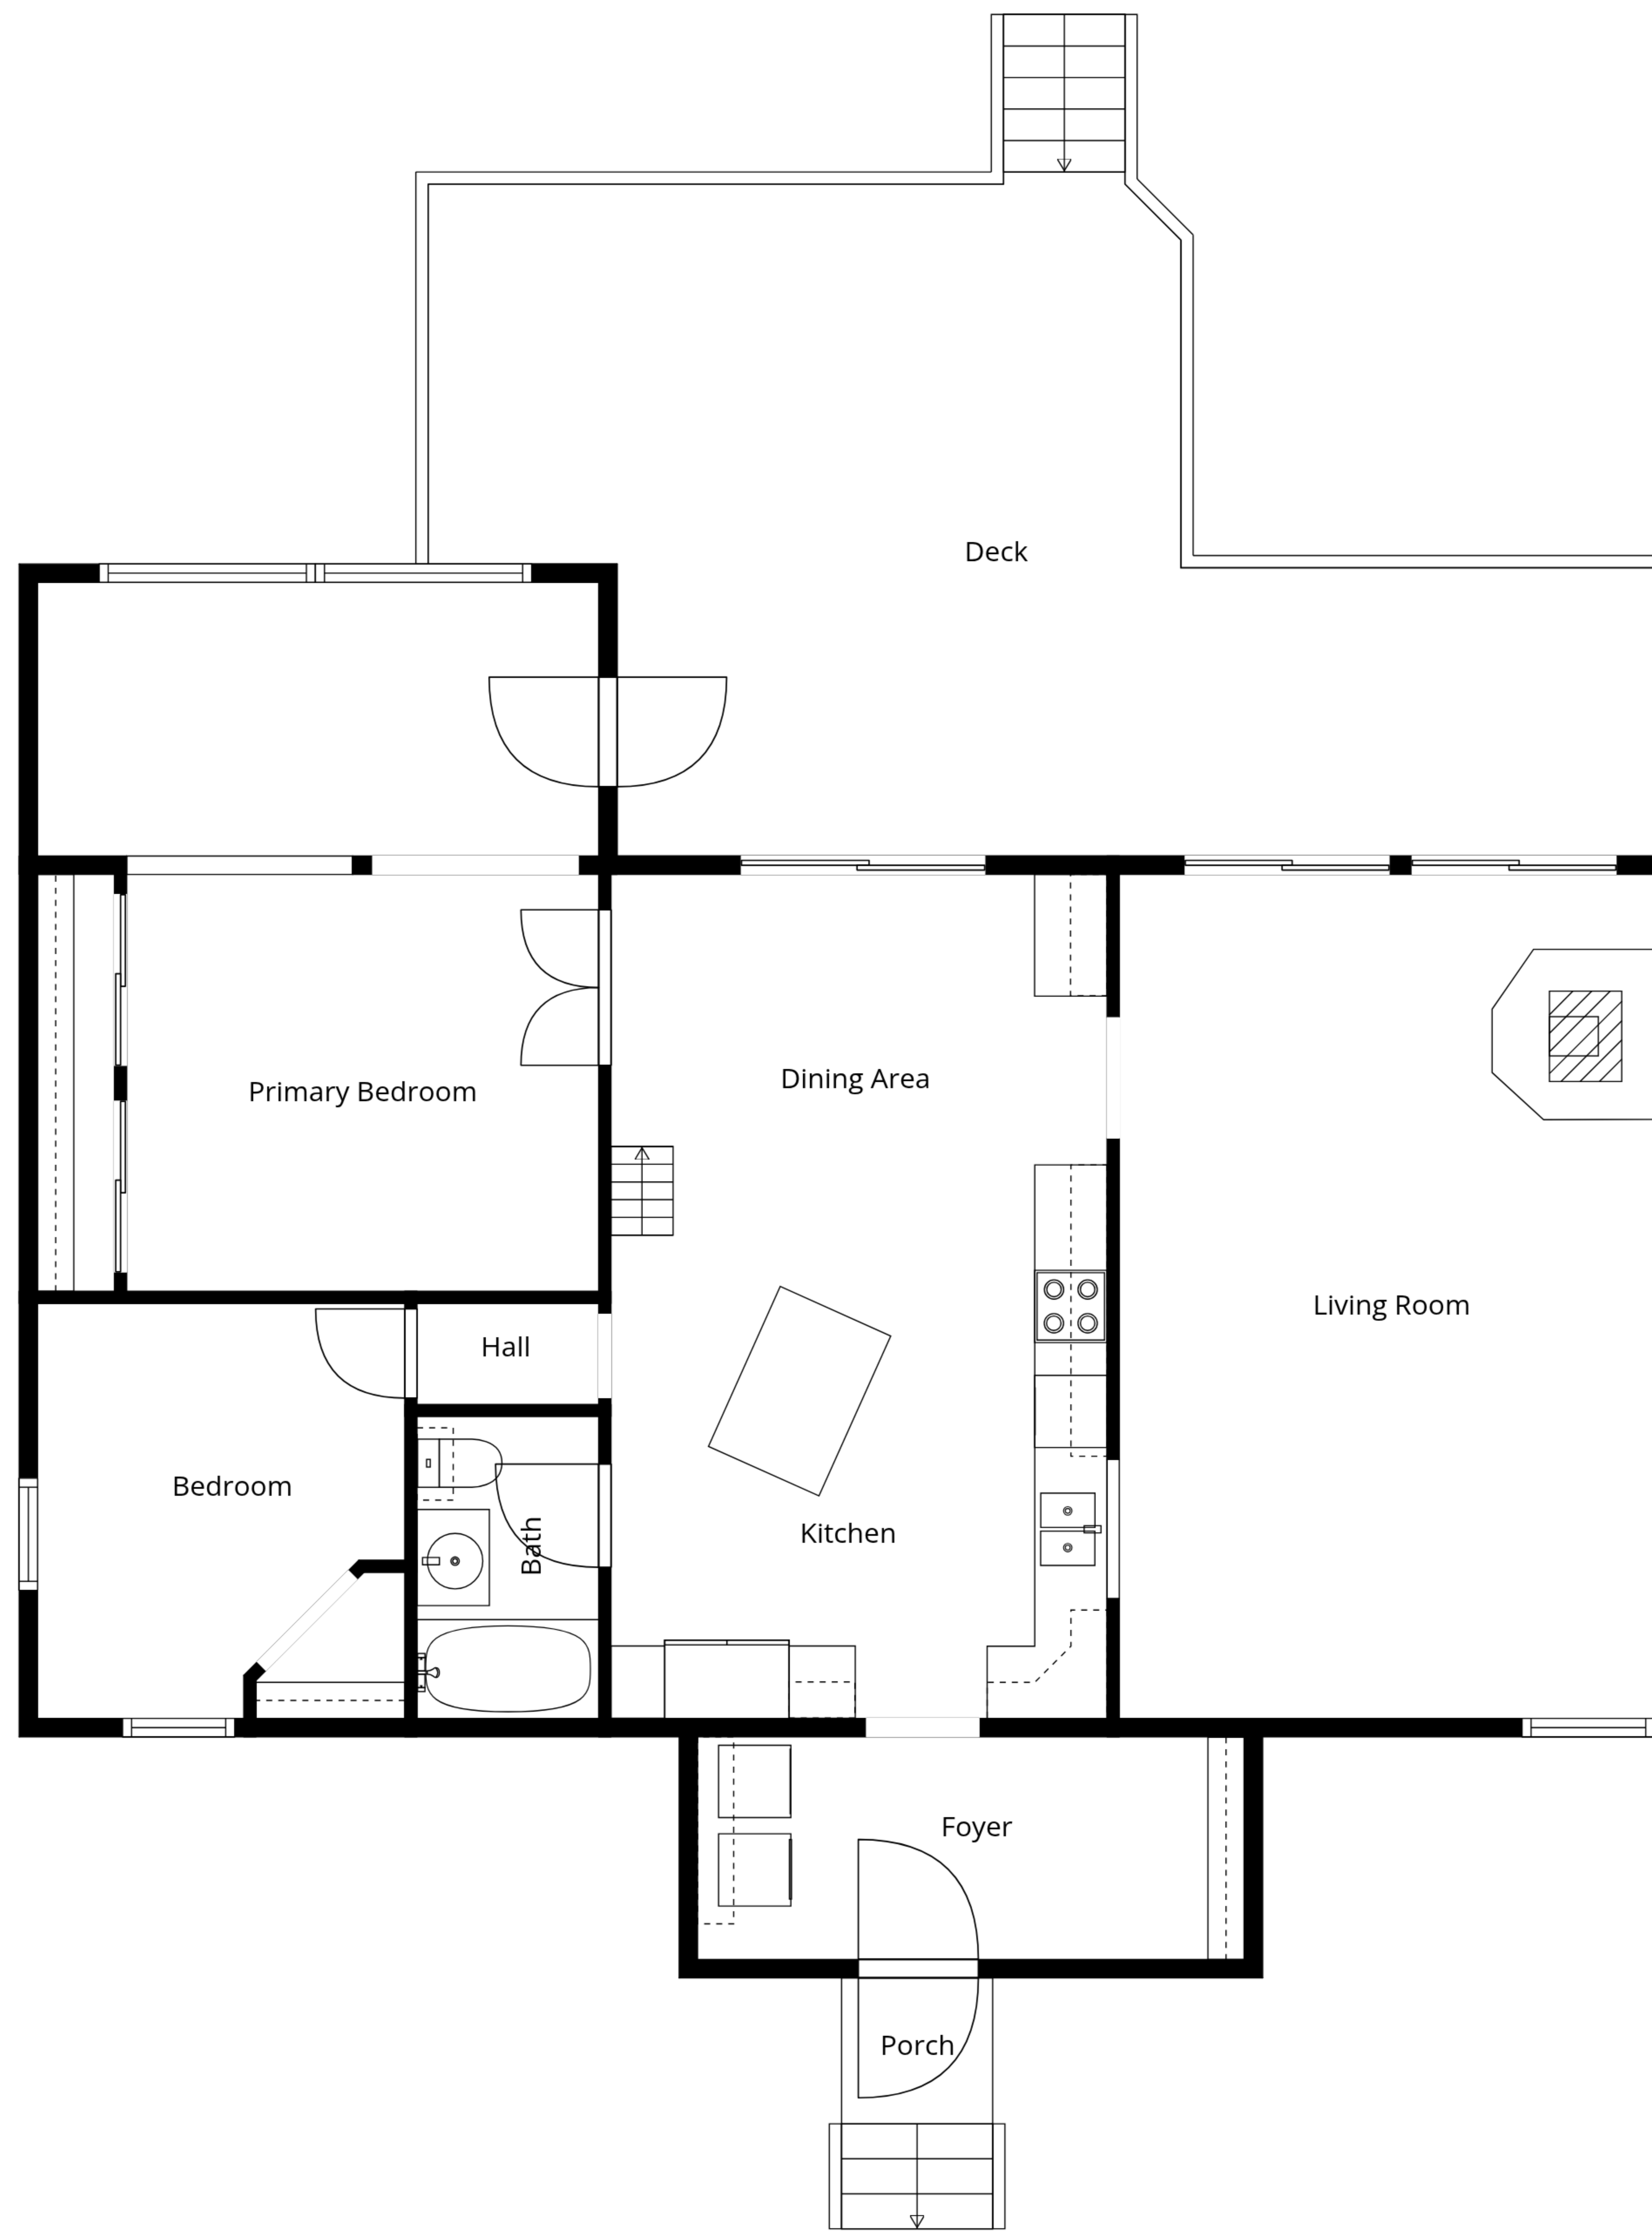 Deck
Primary Bedroom
Dining Area
Living Room
Hall
Bedroom
Bath
Kitchen
Foyer
Porch